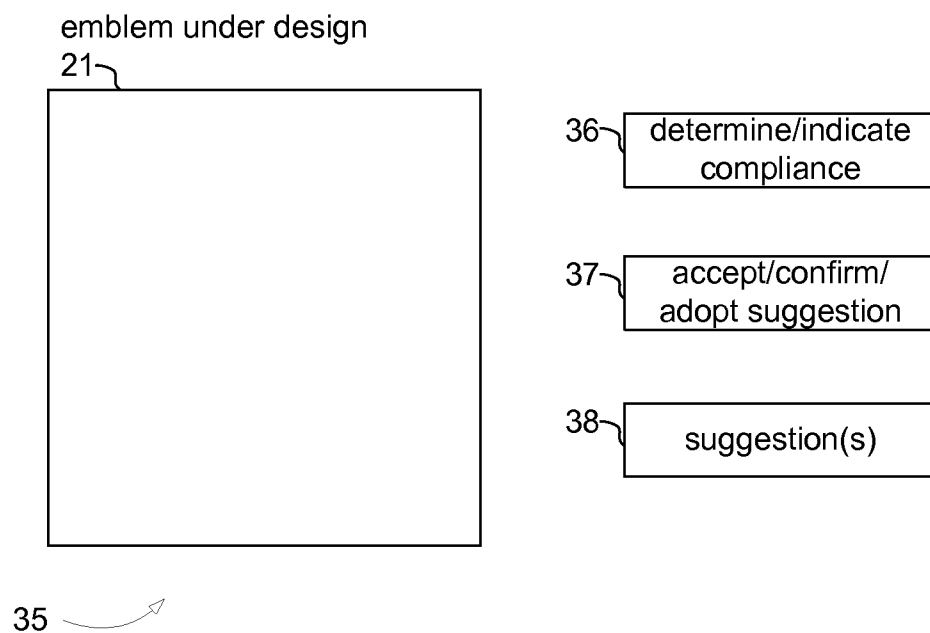 emblem under design
21
36
determine/indicate
compliance
37
accept/confirm/
adopt suggestion
38
suggestion(s)
35